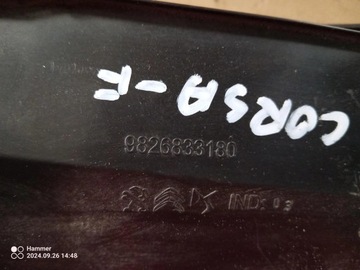 CORSA-F
9826833180
IND: 03
Hammer
2024.09.26 14:48